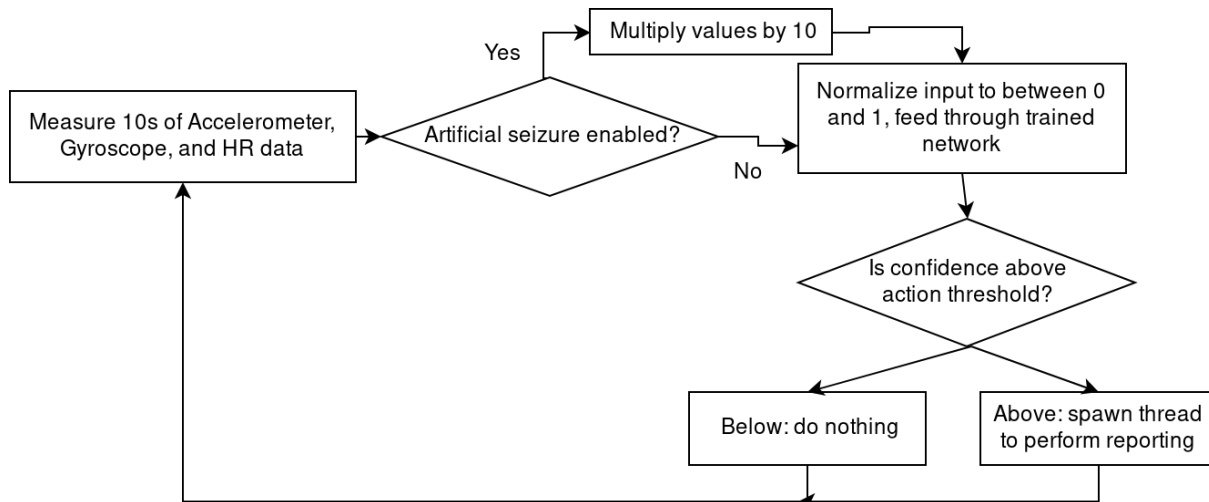 Yes
Multiply values by 10
Measure 10s of Accelerometer,
Gyroscope, and HR data
Artificial seizure enabled?
No
Normalize input to between 0
and 1, feed through trained
network
Is confidence above
action threshold?
Below: do nothing
Above: spawn thread
to perform reporting